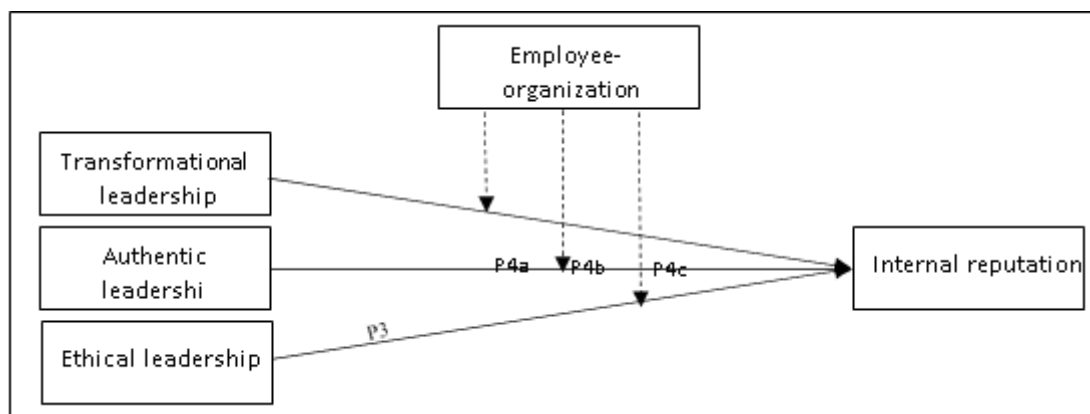 Employee-
organization
Transformational
leadership
Authentic
leadershi
P4a
P4b
P4c
Internal reputation
P3
Ethical leadership